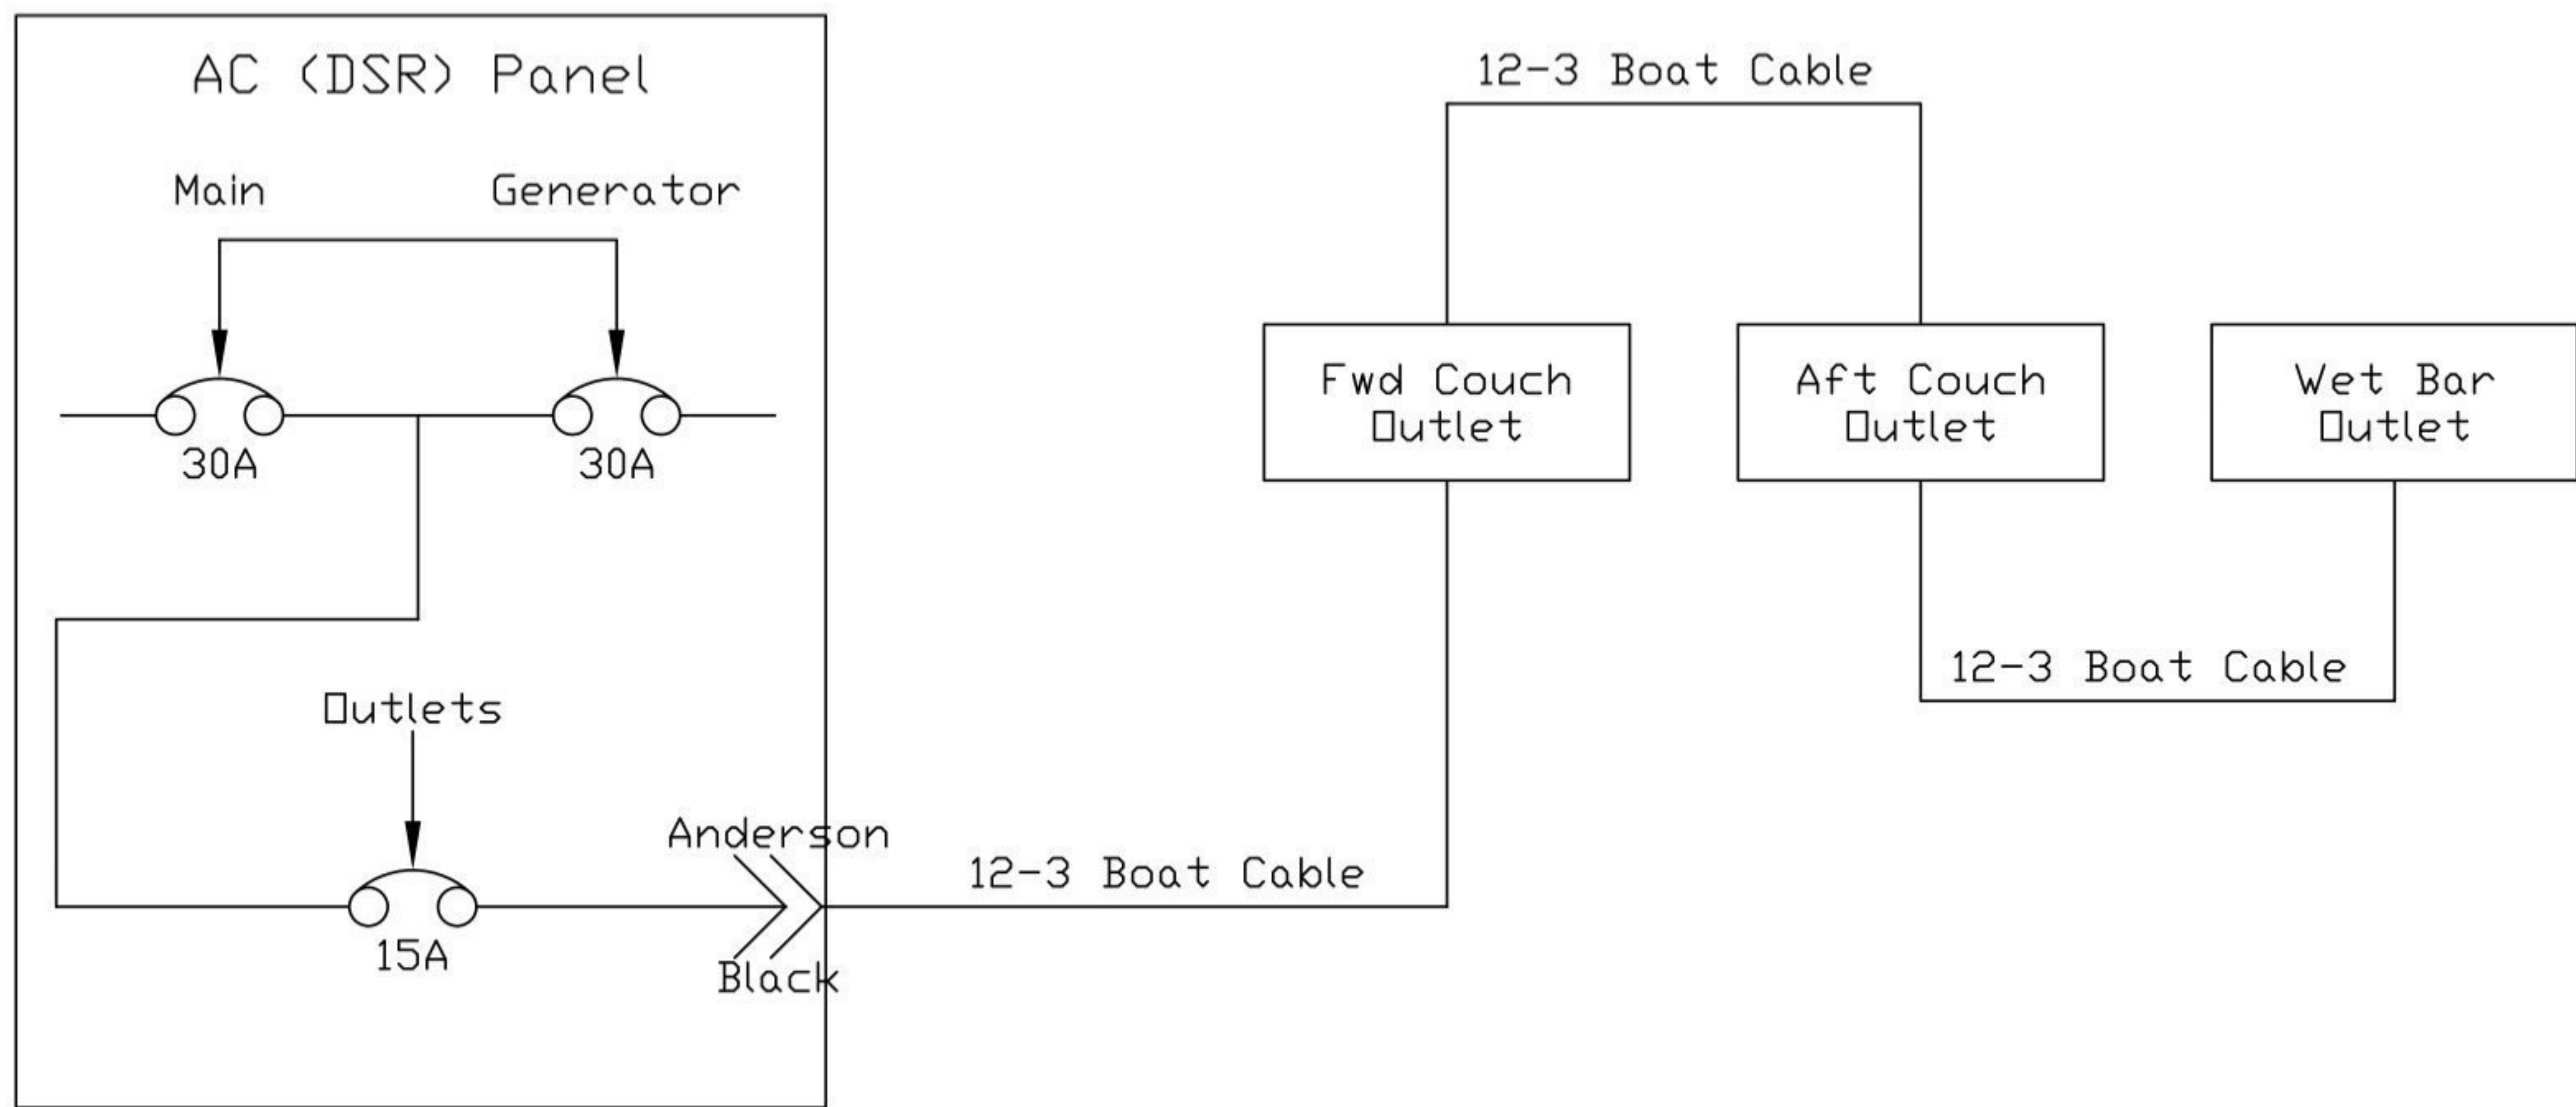 AC (DSR) Panel
Main
Generator
30A
30A
Outlets
15A
Anderson
Black
12-3 Boat Cable
12-3 Boat Cable
Fwd Couch
Outlet
Aft Couch
Outlet
Wet Bar
Outlet
12-3 Boat Cable